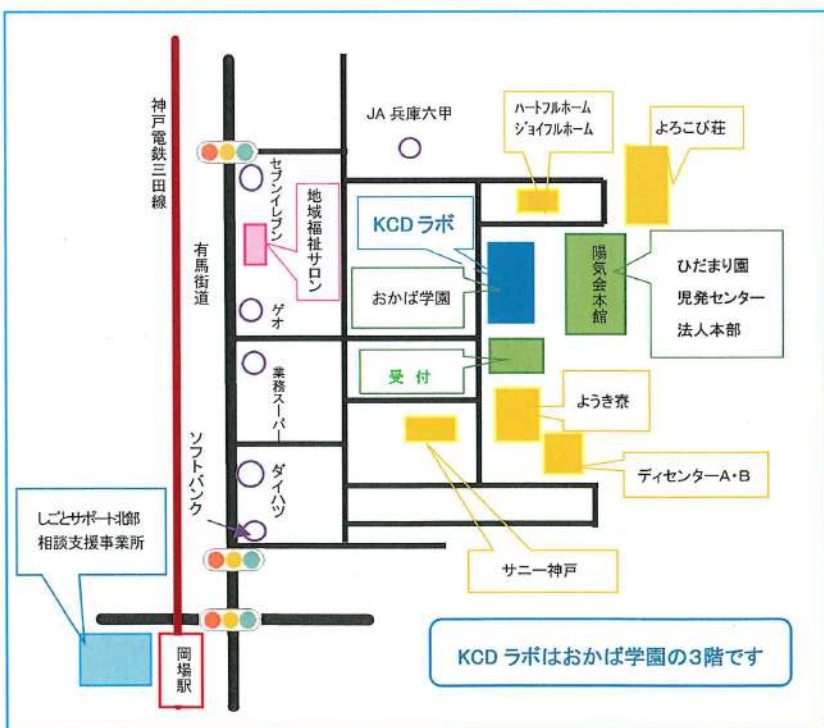 神戸電鉄三田線
有馬街道
セブンイレブン
地域福祉サロン
ゲオ
業務スーパー
ソフトバンク
ダイハツ
JA 兵庫六甲
ハートフルホーム
ジョイフルホーム
よろこび荘
KCD ラボ
おかば学園
陽気会本館
ひだまり園
児発センター
法人本部
受 付
ようき寮
ディセンターA・B
サニー神戸
しごとサポート北部
相談支援事業所
岡場駅
KCD ラボはおかば学園の3階です